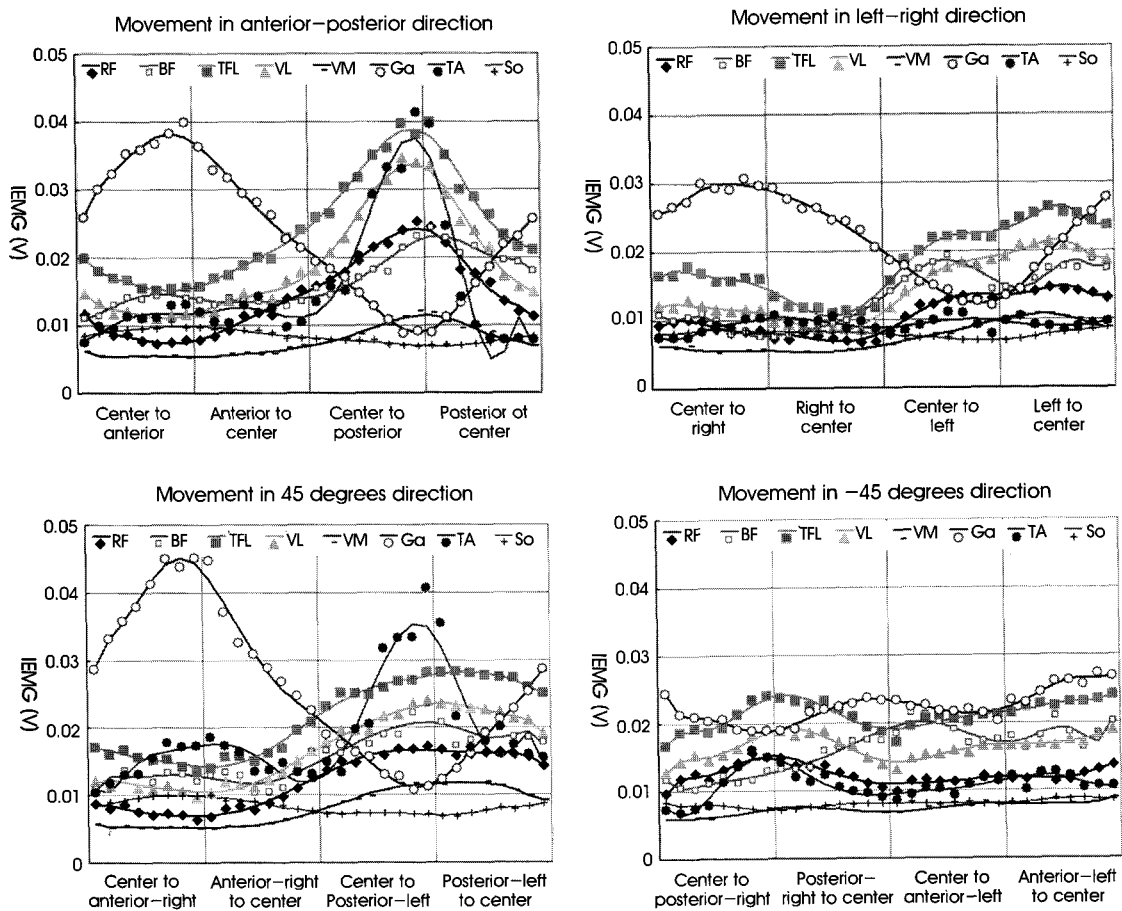 Movement in anterior-posterior direction
0.05
RF BF TFL VL VM Ga TA So
0.04
0.03
0.02
0.01
0
IEMG (V)
Center to
anterior
Anterior to
center
Center to
posterior
Posterior ot
center
Movement in left-right direction
0.05
RF BF TFL VL VM Ga TA So
0.04
0.03
0.02
0.01
0
IEMG (V)
Center to
right
Right to
center
Center to
left
Left to
center
Movement in 45 degrees direction
0.05
RF BF TFL VL VM Ga TA So
0.04
0.03
0.02
0.01
0
IEMG (V)
Center to
anterior-right
Anterior-right
to center
Center to
Posterior-left
Posterior-left
to center
Movement in -45 degrees direction
0.05
RF BF TFL VL VM Ga TA So
0.04
0.03
0.02
0.01
0
IEMG (V)
Center to
posterior-right
Posterior-
right to center
Center to
anterior-left
Anterior-left
to center